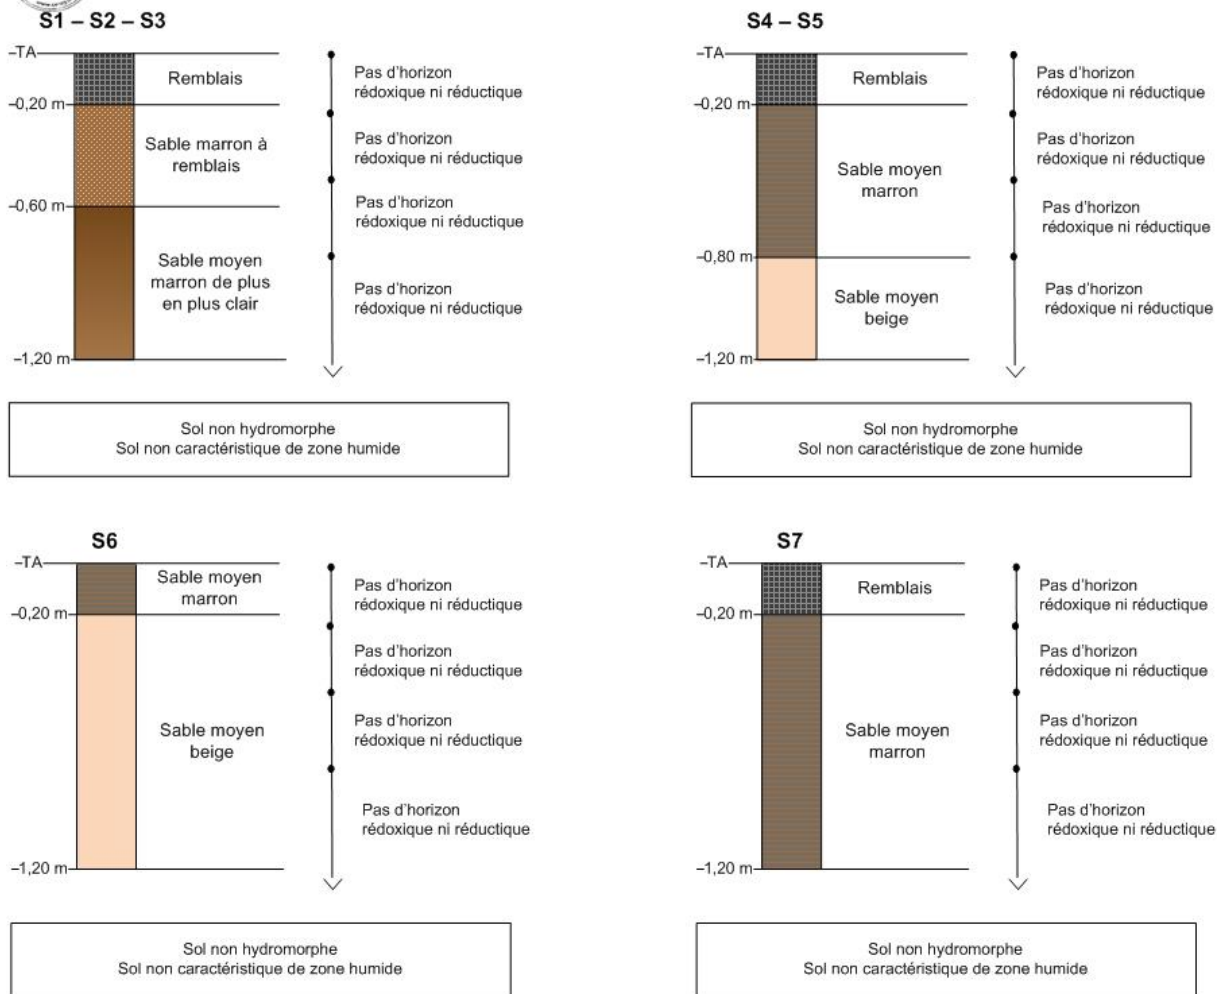 S1 – S2 – S3
–TA
Remblais
Pas d'horizon
rédoxique ni réductique
–0,20 m
Sable marron à
remblais
Pas d'horizon
rédoxique ni réductique
–0,60 m
Pas d'horizon
rédoxique ni réductique
Sable moyen
marron de plus
en plus clair
Pas d'horizon
rédoxique ni réductique
–1,20 m
Sol non hydromorphe
Sol non caractéristique de zone humide
S4 – S5
–TA
Remblais
Pas d'horizon
rédoxique ni réductique
–0,20 m
Pas d'horizon
rédoxique ni réductique
Sable moyen
marron
Pas d'horizon
rédoxique ni réductique
–0,80 m
Sable moyen
beige
Pas d'horizon
rédoxique ni réductique
–1,20 m
Sol non hydromorphe
Sol non caractéristique de zone humide
S6
–TA
Sable moyen
marron
Pas d'horizon
rédoxique ni réductique
–0,20 m
Pas d'horizon
rédoxique ni réductique
Sable moyen
beige
Pas d'horizon
rédoxique ni réductique
Pas d'horizon
rédoxique ni réductique
–1,20 m
Sol non hydromorphe
Sol non caractéristique de zone humide
S7
–TA
Remblais
Pas d'horizon
rédoxique ni réductique
–0,20 m
Pas d'horizon
rédoxique ni réductique
Sable moyen
marron
Pas d'horizon
rédoxique ni réductique
Pas d'horizon
rédoxique ni réductique
–1,20 m
Sol non hydromorphe
Sol non caractéristique de zone humide